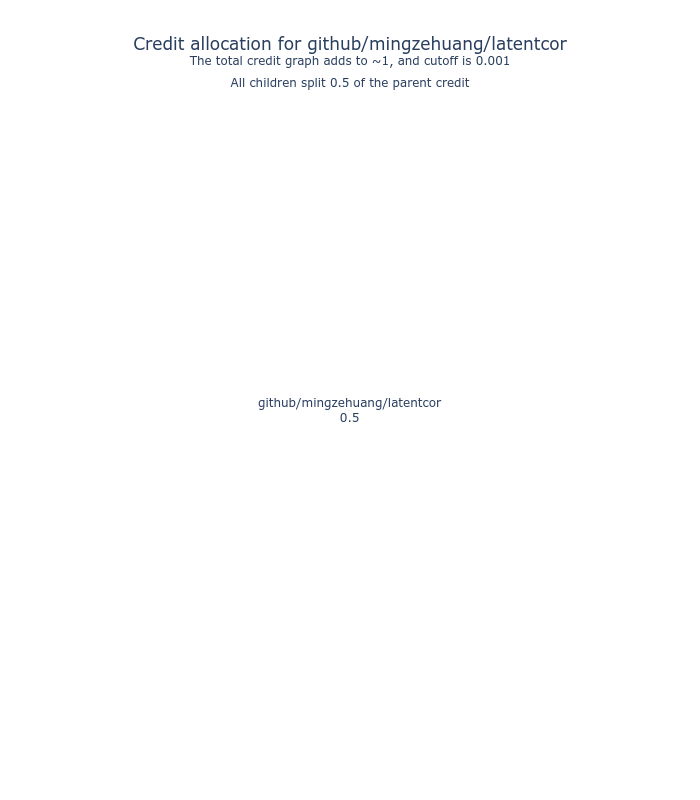 Credit allocation for github/mingzehuang/latentcor
The total credit graph adds to ~1, and cutoff is 0.001
All children split 0.5 of the parent credit
github/mingzehuang/latentcor
0.5